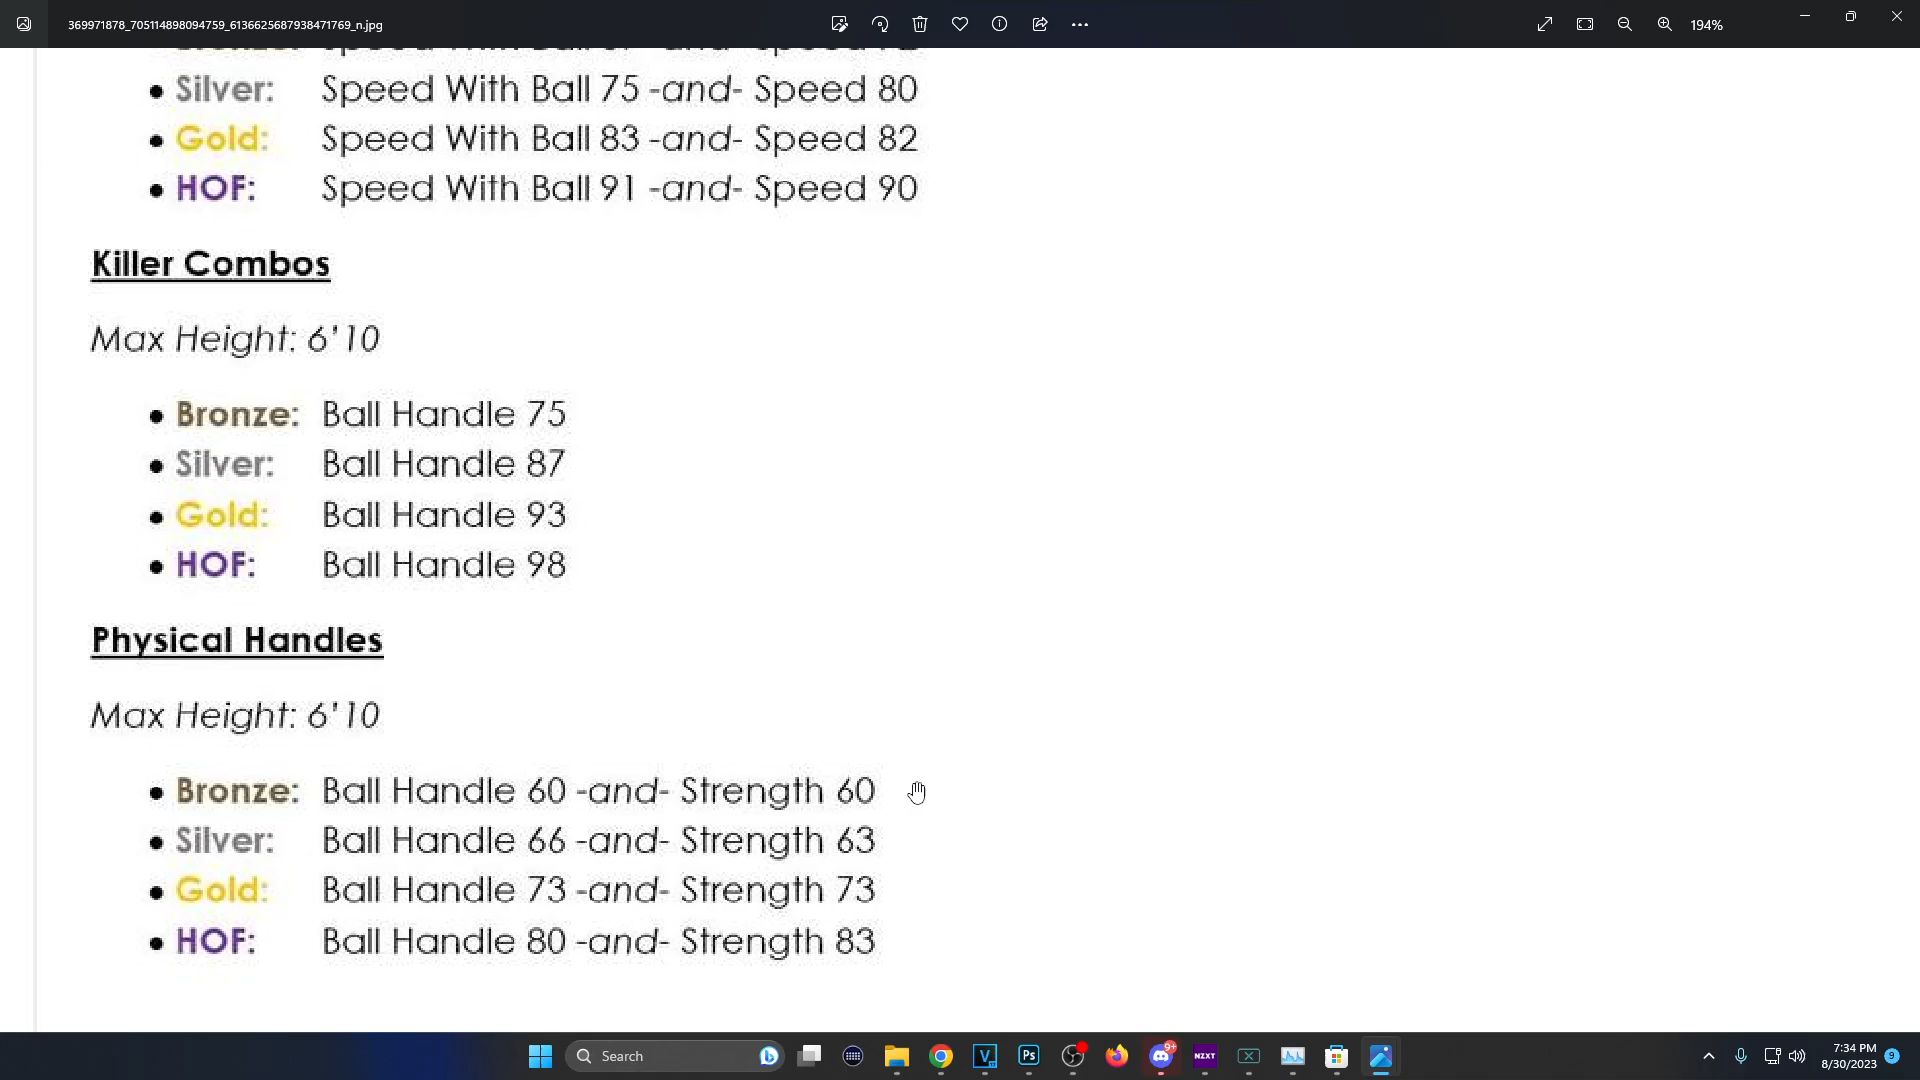 369971878_705114898094759_6136625687938471769_n.jpg
194%
Silver: Speed With Ball 75 -and- Speed 80
Gold: Speed With Ball 83 -and- Speed 82
HOF: Speed With Ball 91 -and- Speed 90
Killer Combos
Max Height: 6'10
Bronze: Ball Handle 75
Silver: Ball Handle 87
Gold: Ball Handle 93
HOF: Ball Handle 98
Physical Handles
Max Height: 6'10
Bronze: Ball Handle 60 -and- Strength 60
Silver: Ball Handle 66 -and- Strength 63
Gold: Ball Handle 73 -and- Strength 73
HOF: Ball Handle 80 -and- Strength 83
Search
V
Ps
9+
NZXT
7:34 PM
8/30/2023
9